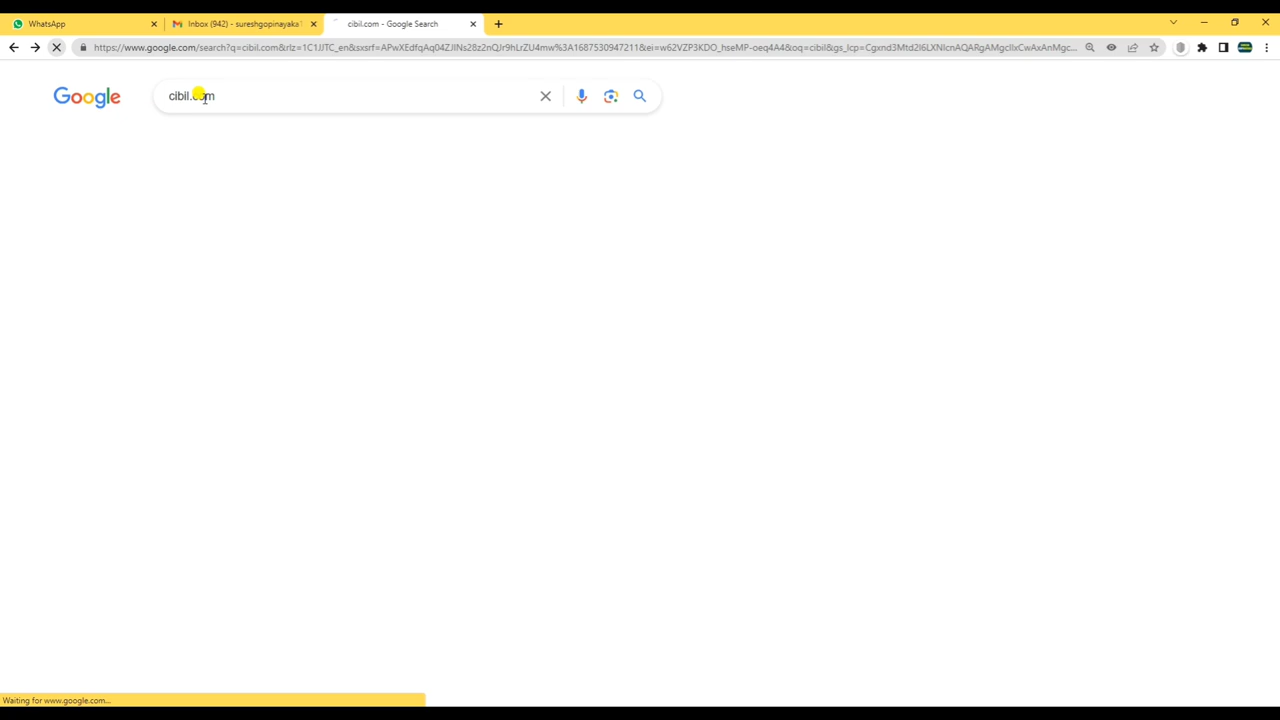 WhatsApp
Inbox (942) - sureshgopinayaka
cibil.com - Google Search
Google
cibil.com
Waiting for www.google.com...